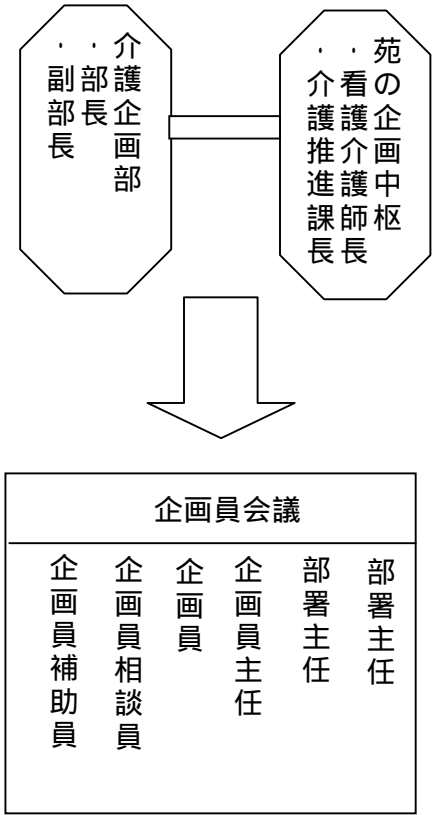 苑の企画中枢
・看護介護師長
・介護推進課長
介護企画部
・部長
・副部長
企画員会議
部署主任
部署主任
企画員主任
企画員
企画員相談員
企画員補助員